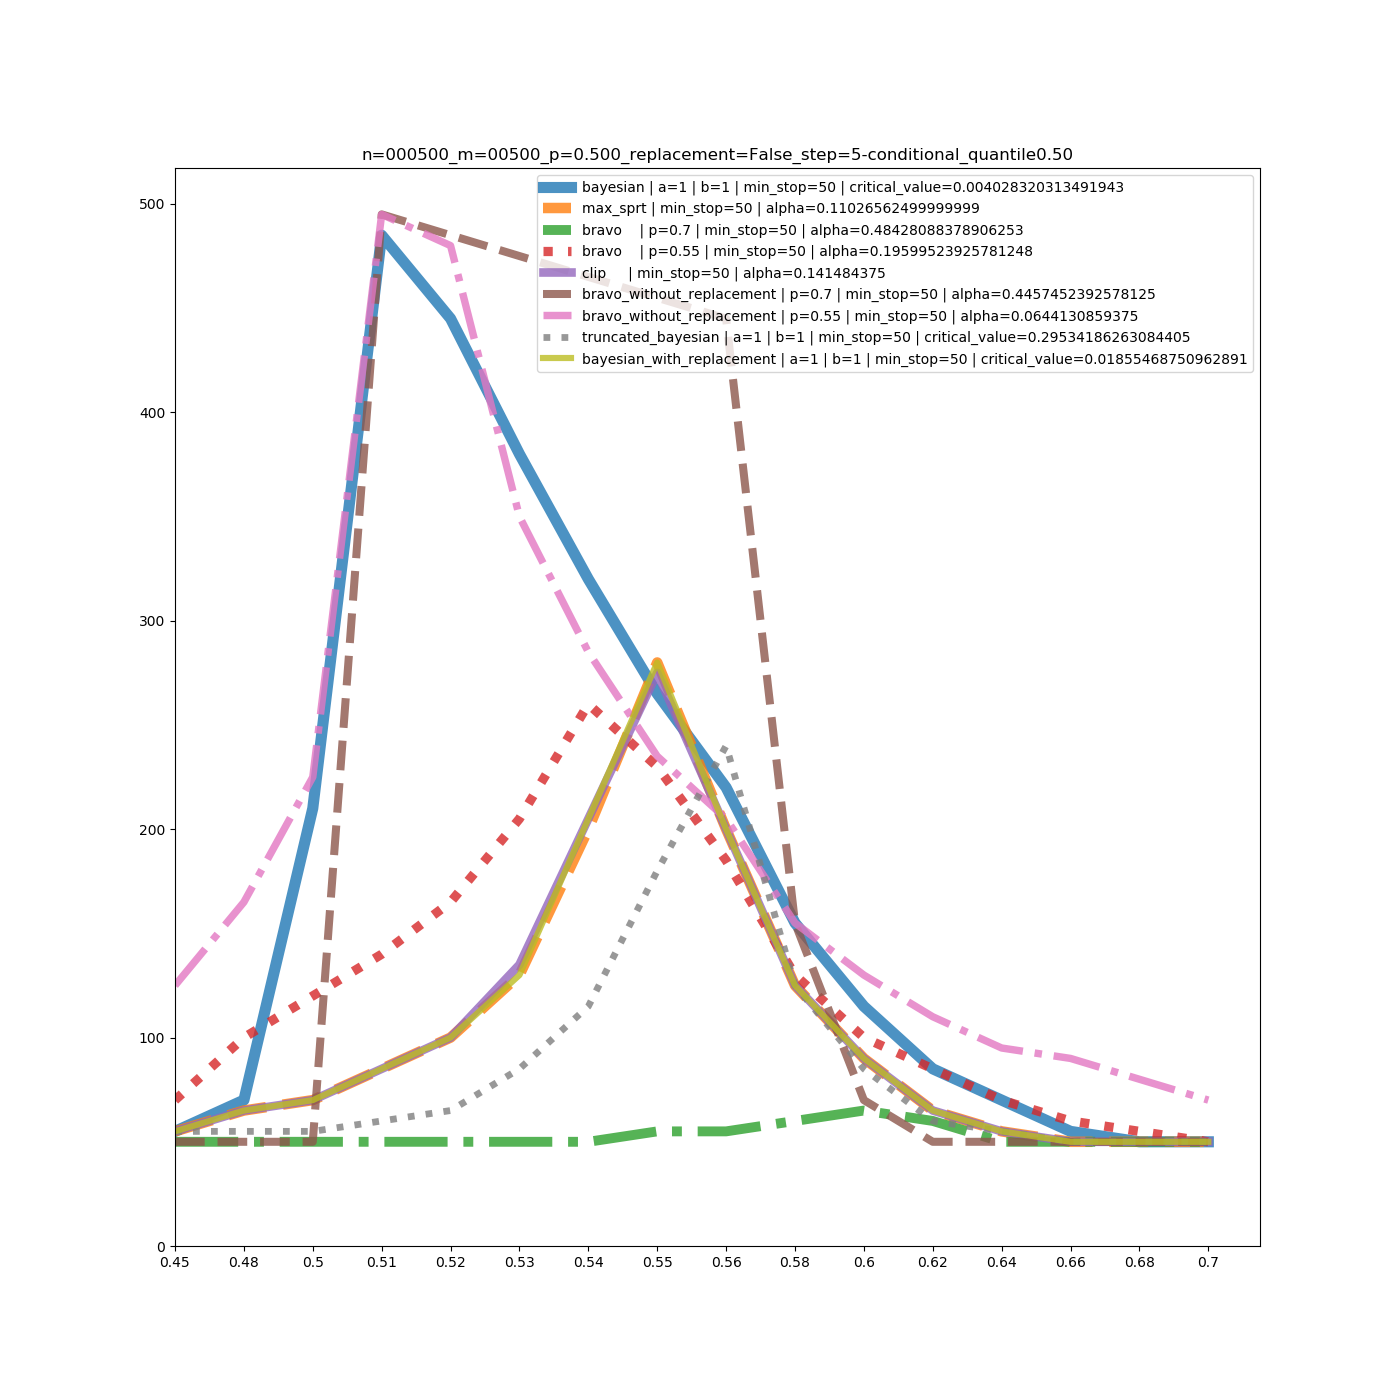 n=000500_m=00500_p=0.500_replacement=False_step=5-conditional_quantile0.50
bayesian | a=1 | b=1 | min_stop=50 | critical_value=0.004028320313491943
max_sprt | min_stop=50 | alpha=0.11026562499999999
bravo | p=0.7 | min_stop=50 | alpha=0.48428088378906253
bravo | p=0.55 | min_stop=50 | alpha=0.19599523925781248
clip | min_stop=50 | alpha=0.141484375
bravo_without_replacement | p=0.7 | min_stop=50 | alpha=0.4457452392578125
bravo_without_replacement | p=0.55 | min_stop=50 | alpha=0.0644130859375
truncated_bayesian | a=1 | b=1 | min_stop=50 | critical_value=0.29534186263084405
bayesian_with_replacement | a=1 | b=1 | min_stop=50 | critical_value=0.01855468750962891
500
400
300
200
100
0
0.45 0.48 0.5 0.51 0.52 0.53 0.54 0.55 0.56 0.58 0.6 0.62 0.64 0.66 0.68 0.7